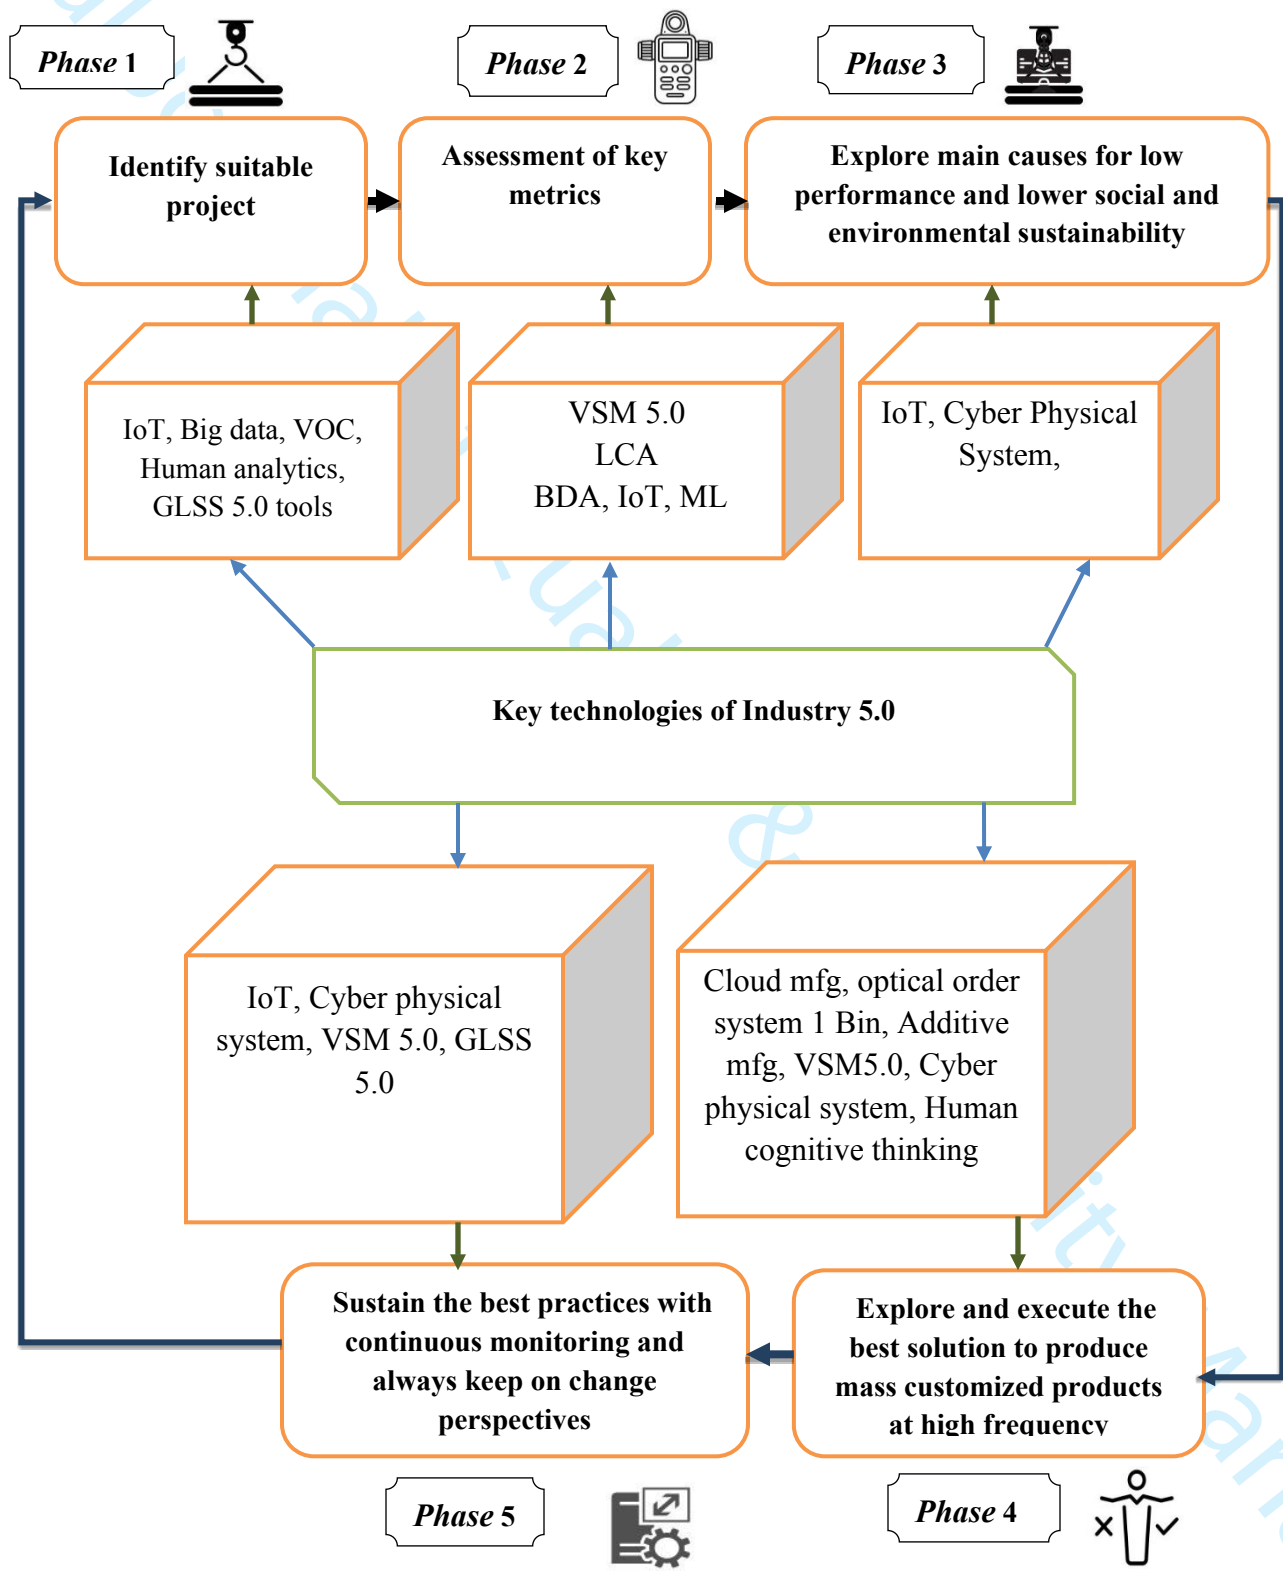 Phase 1
Phase 2
Phase 3
Identify suitable
project
Assessment of key
metrics
Explore main causes for low
performance and lower social and
environmental sustainability
IoT, Big data, VOC,
Human analytics,
GLSS 5.0 tools
VSM 5.0
LCA
BDA, IoT, ML
IoT, Cyber Physical
System,
Key technologies of Industry 5.0
IoT, Cyber physical
system, VSM 5.0, GLSS
5.0
Cloud mfg, optical order
system 1 Bin, Additive
mfg, VSM5.0, Cyber
physical system, Human
cognitive thinking
Sustain the best practices with
continuous monitoring and
always keep on change
perspectives
Explore and execute the
best solution to produce
mass customized products
at high frequency
Phase 5
Phase 4